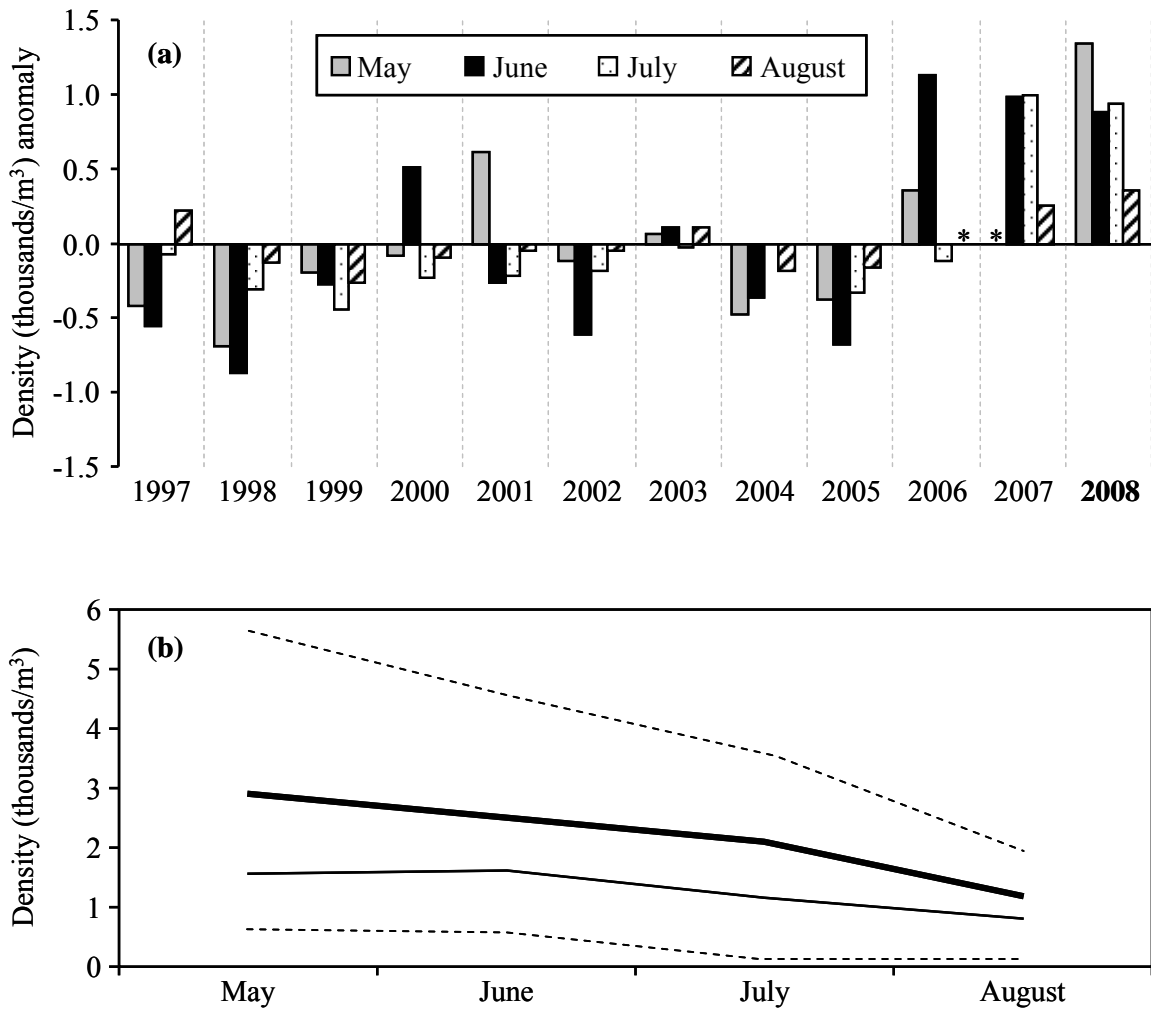 (a)
May June July August
Density (thousands/m³) anomaly
1.5
1.0
0.5
0.0
-0.5
-1.0
-1.5
* *
1997 1998 1999 2000 2001 2002 2003 2004 2005 2006 2007 2008
(b)
Density (thousands/m³)
6
5
4
3
2
1
0
May June July August